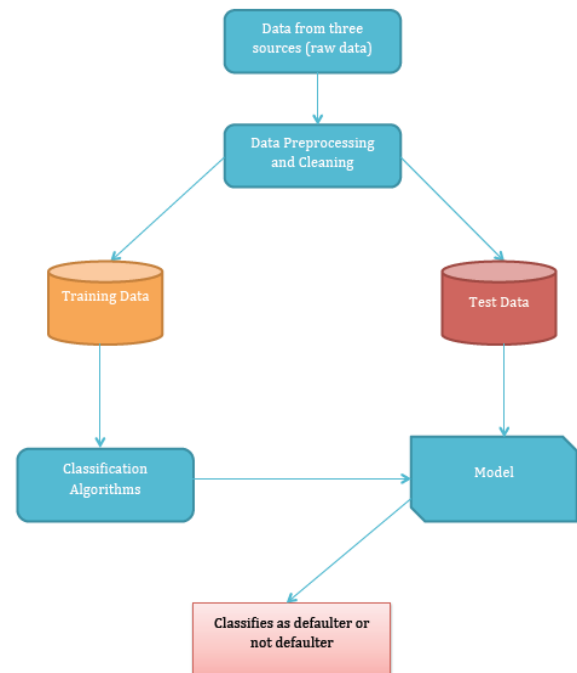 Data from three
sources (raw data)
Data Preprocessing
and Cleaning
Training Data
Test Data
Classification
Algorithms
Model
Classifies as defaulter or
not defaulter